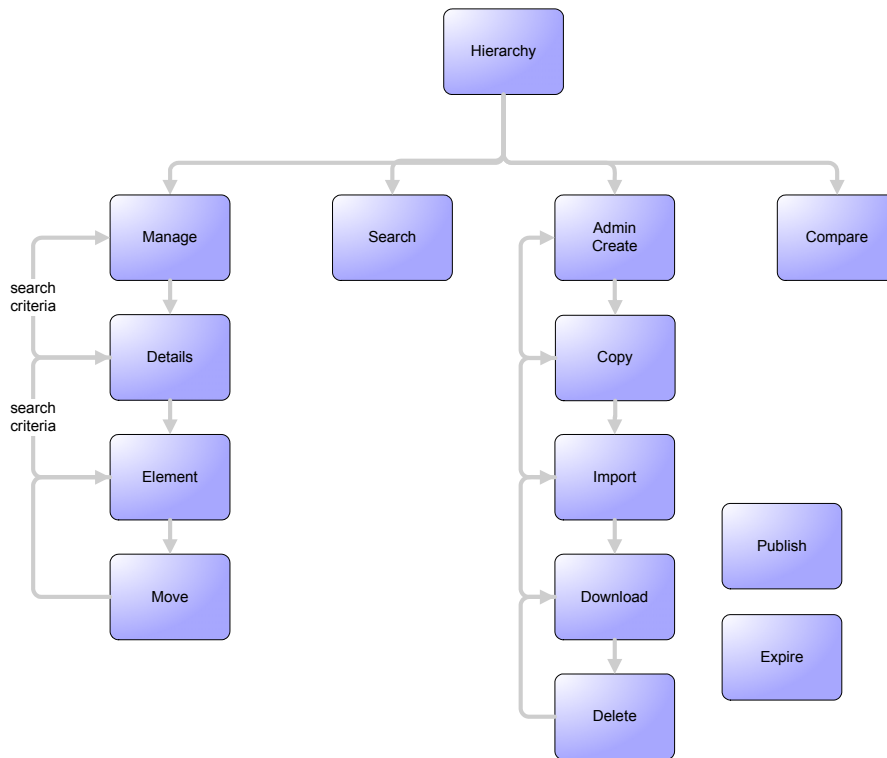 Hierarchy
Manage
Search
Admin
Create
Compare
search
criteria
Details
Copy
search
criteria
Element
Import
Publish
Move
Download
Expire
Delete